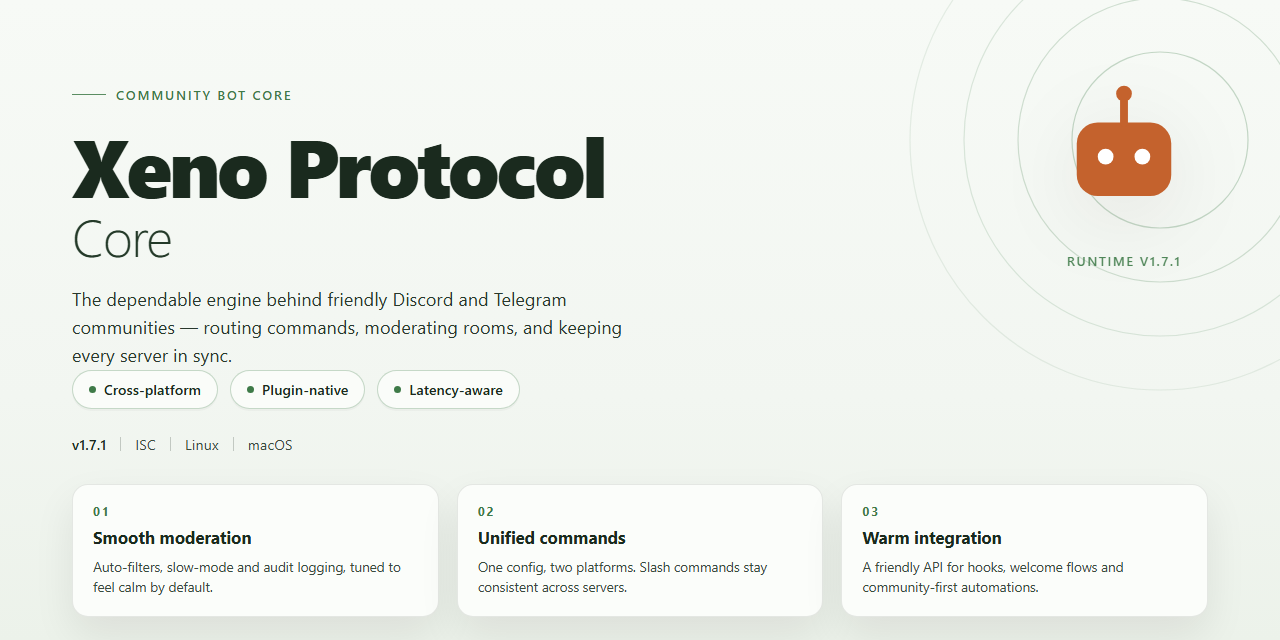 COMMUNITY BOT CORE
Xeno Protocol
Core
RUNTIME V1.7.1
The dependable engine behind friendly Discord and Telegram
communities — routing commands, moderating rooms, and keeping
every server in sync.
Cross-platform
Plugin-native
Latency-aware
v1.7.1 ISC Linux macOS
01
Smooth moderation
Auto-filters, slow-mode and audit logging, tuned to
feel calm by default.
02
Unified commands
One config, two platforms. Slash commands stay
consistent across servers.
03
Warm integration
A friendly API for hooks, welcome flows and
community-first automations.